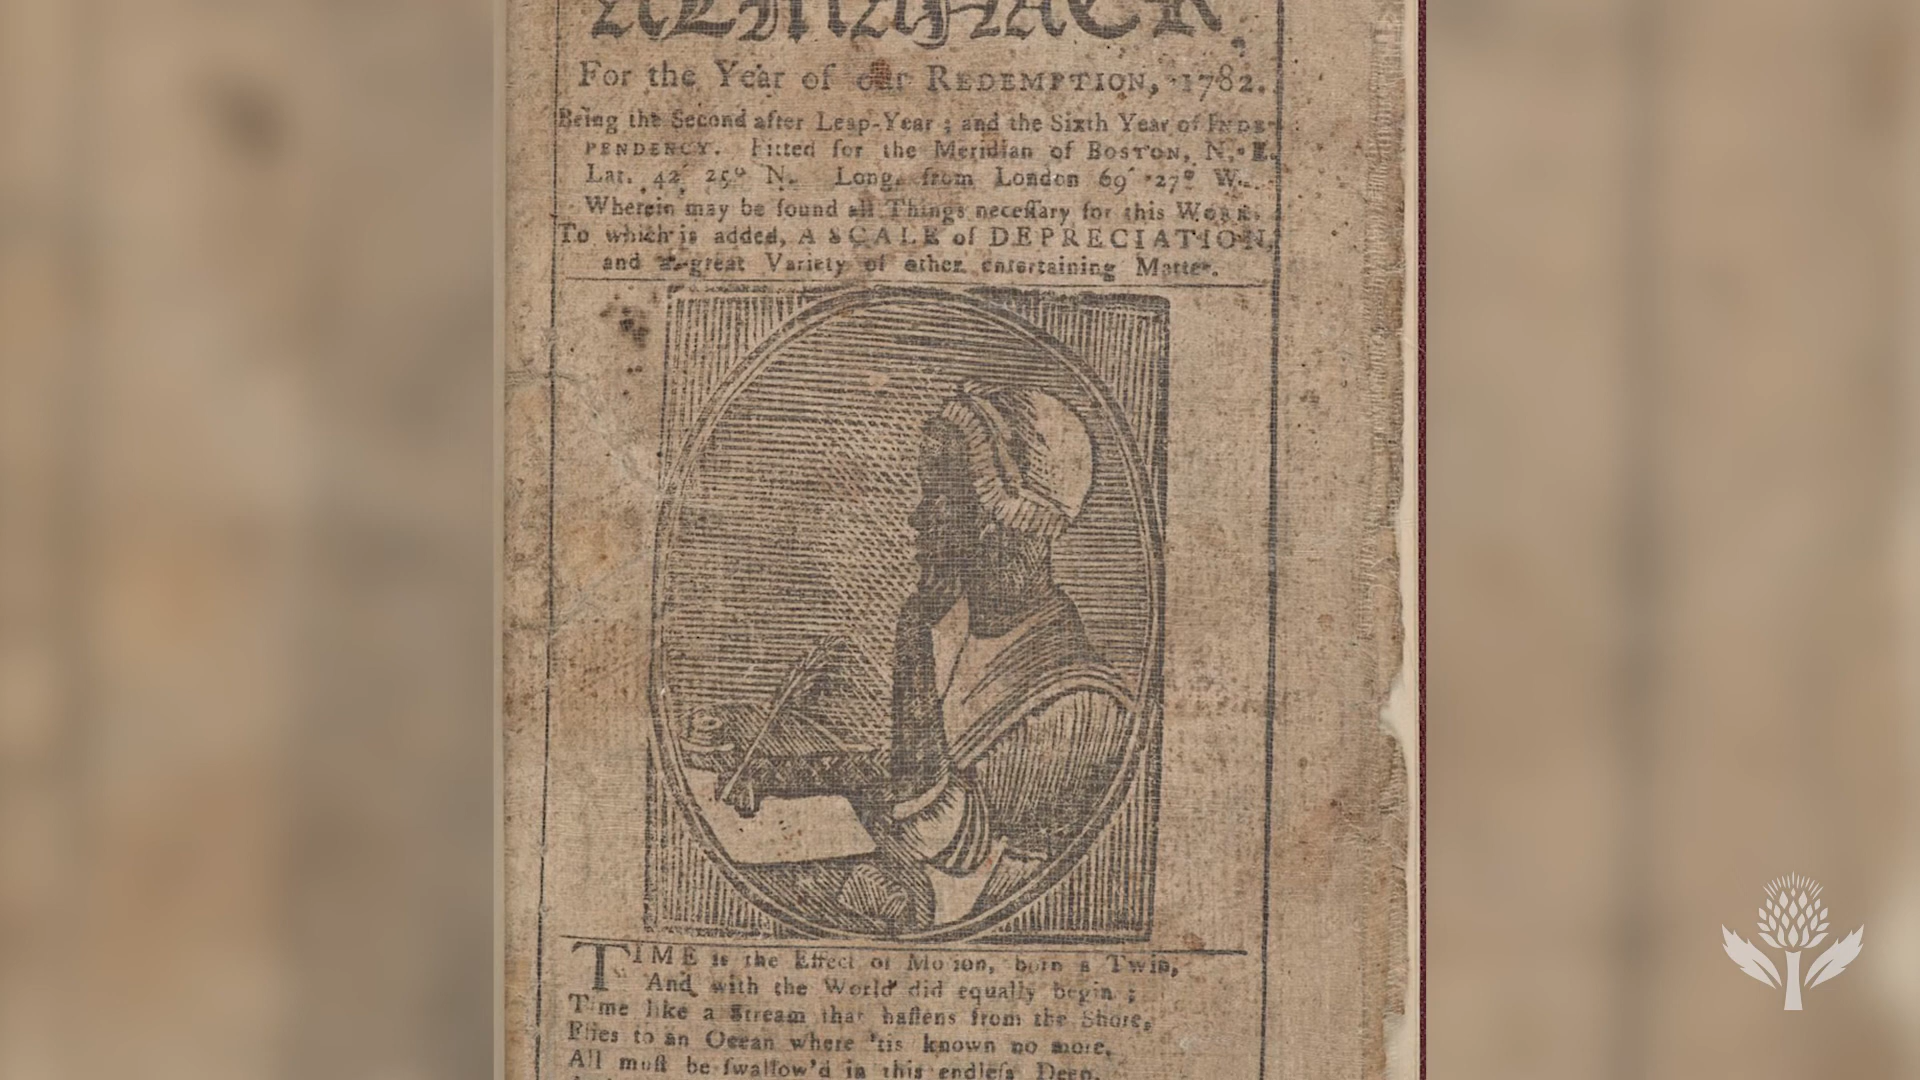 ALMANACK,
For the Year of our REDEMPTION, 1782.
Being the Second after Leap-Year; and the Sixth Year of INDE-
PENDENCY. Fitted for the Meridian of BOSTON, N. E.
Lat. 42' 25° N. Long. from London 69' 27° W.
Wherein may be found all Things neceſſary for this WORK.
To which is added, A SCALE of DEPRECIATION,
and a great Variety of other entertaining Matter.
TIME is the Effect of Motion, born a Twin,
And with the World did equally begin;
Time like a Stream that haſtens from the Shore,
Flies to an Ocean where 'tis known no more,
All muſt be ſwallow'd in this endleſs Deep,